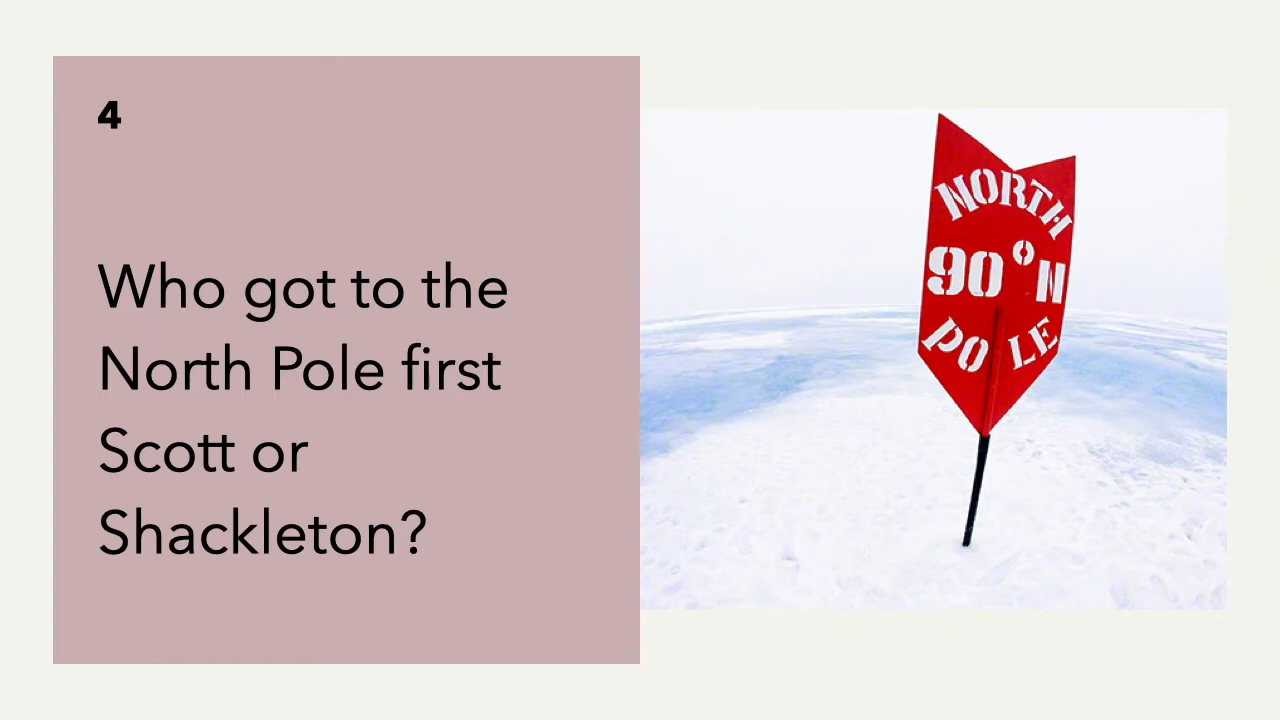 4
Who got to the
North Pole first
Scott or
Shackleton?
NORTH
90°N
POLE